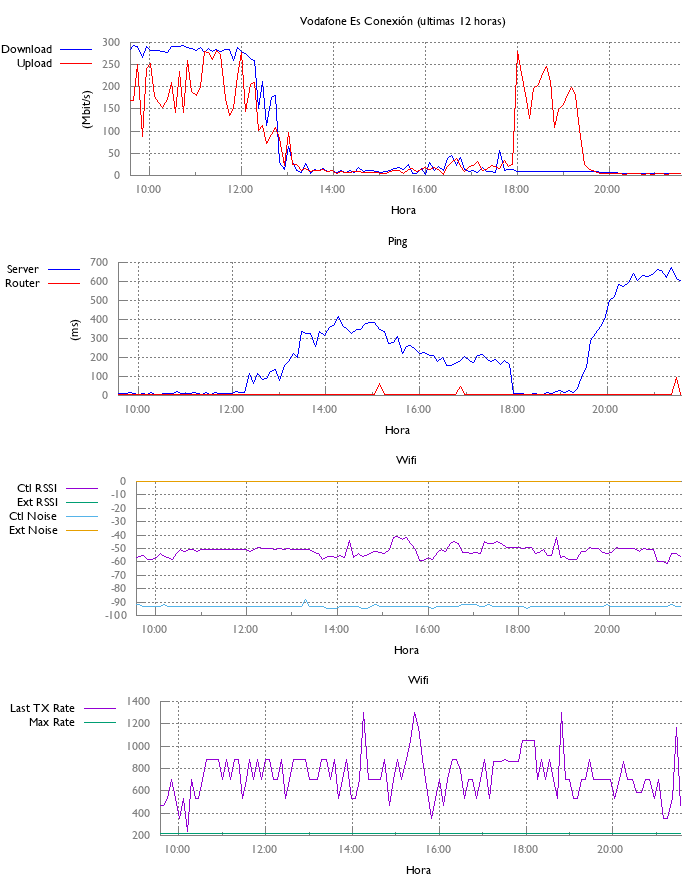 Vodafone Es Conexión (ultimas 12 horas)
Download
Upload
(Mbit/s)
300
250
200
150
100
50
0
10:00 12:00 14:00 16:00 18:00 20:00
Hora
Ping
Server
Router
(ms)
700
600
500
400
300
200
100
0
10:00 12:00 14:00 16:00 18:00 20:00
Hora
Wifi
Ctl RSSI
Ext RSSI
Ctl Noise
Ext Noise
0
-10
-20
-30
-40
-50
-60
-70
-80
-90
-100
10:00 12:00 14:00 16:00 18:00 20:00
Hora
Wifi
Last TX Rate
Max Rate
1400
1200
1000
800
600
400
200
10:00 12:00 14:00 16:00 18:00 20:00
Hora